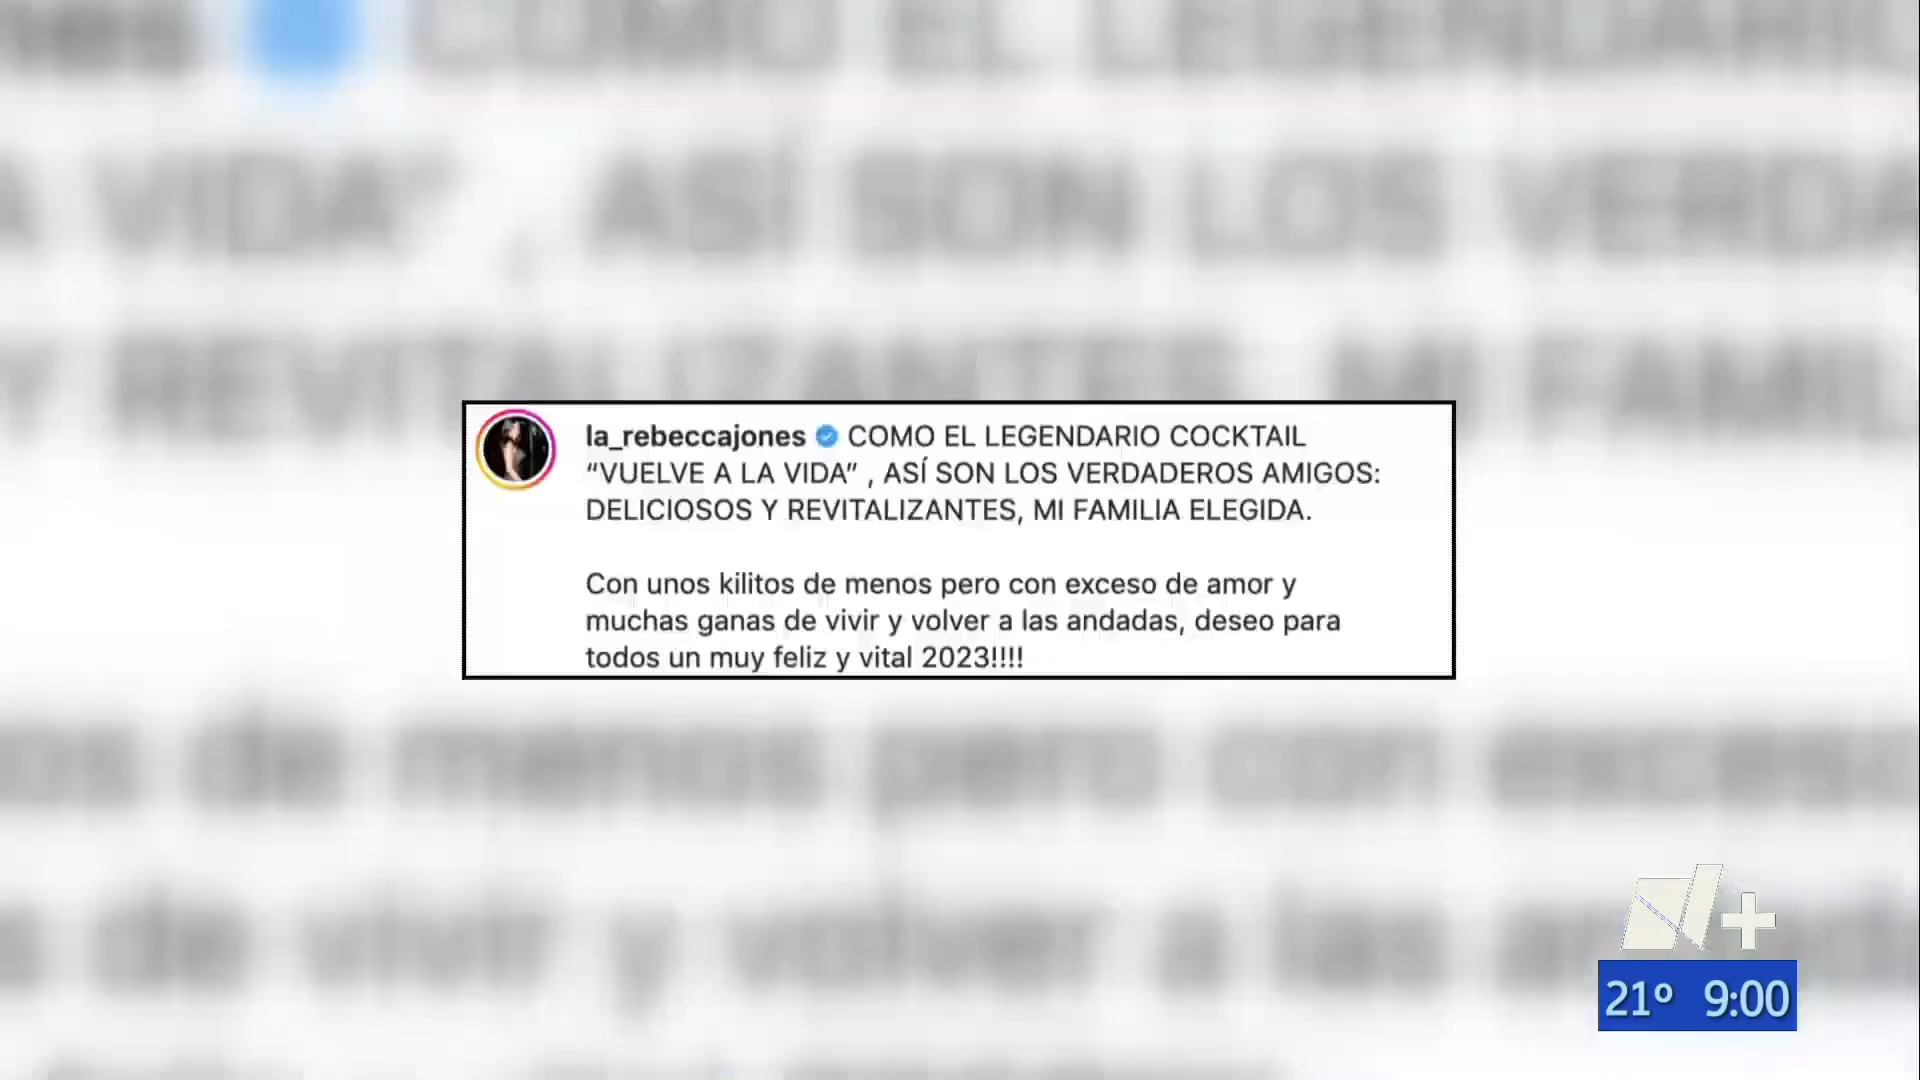 la_rebeccajones COMO EL LEGENDARIO COCKTAIL
“VUELVE A LA VIDA” , ASÍ SON LOS VERDADEROS AMIGOS:
DELICIOSOS Y REVITALIZANTES, MI FAMILIA ELEGIDA.
Con unos kilitos de menos pero con exceso de amor y
muchas ganas de vivir y volver a las andadas, deseo para
todos un muy feliz y vital 2023!!!!
N+
21º 9:00